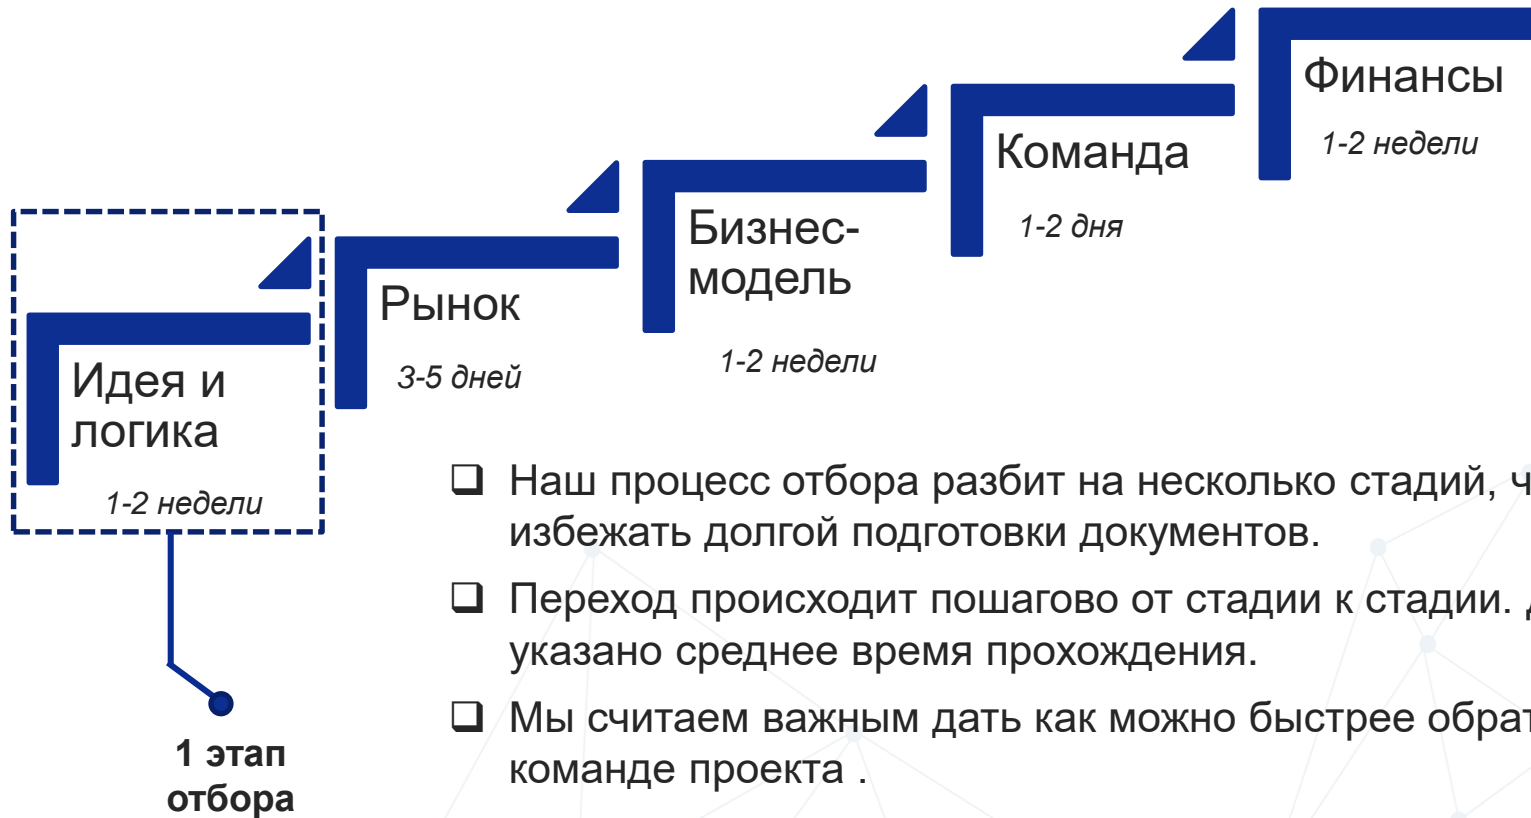 Финансы
1-2 недели
Команда
1-2 дня
Бизнес-
модель
1-2 недели
Рынок
3-5 дней
Идея и
логика
1-2 недели
1 этап
отбора
Наш процесс отбора разбит на несколько стадий,
избежать долгой подготовки документов.
Переход происходит пошагово от стадии к стадии.
указано среднее время прохождения.
Мы считаем важным дать как можно быстрее
команде проекта .